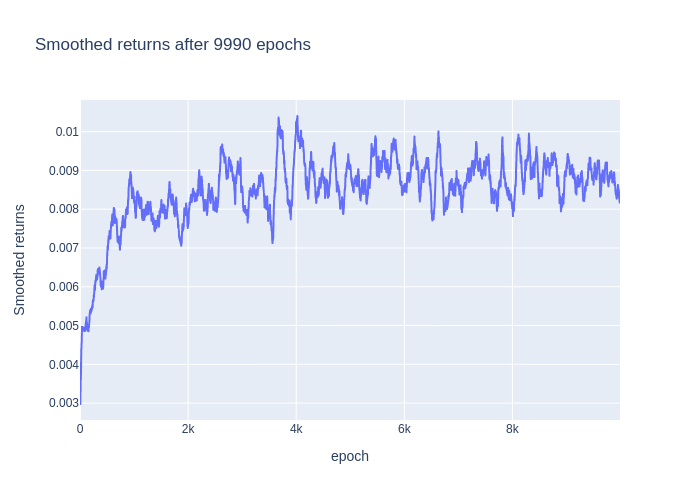 Smoothed returns after 9990 epochs
Smoothed returns
0.01
0.009
0.008
0.007
0.006
0.005
0.004
0.003
0
2k
4k
6k
8k
epoch